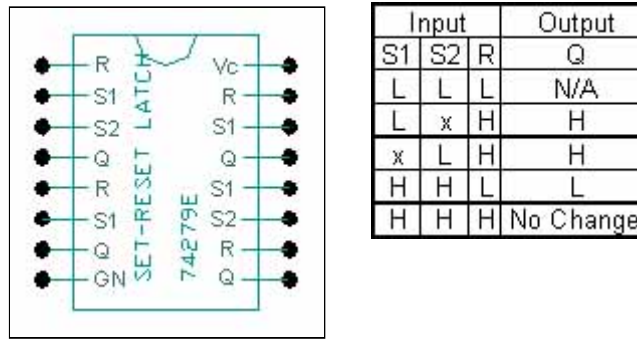 R Vc
S1 R
S2 S1
Q Q
R S1
S1 S2
Q R
GN Q
SET-RESET LATCH
74279E
Input Output
S1 S2 R Q
L L L N/A
L x H H
x L H H
H H L L
H H H No Change